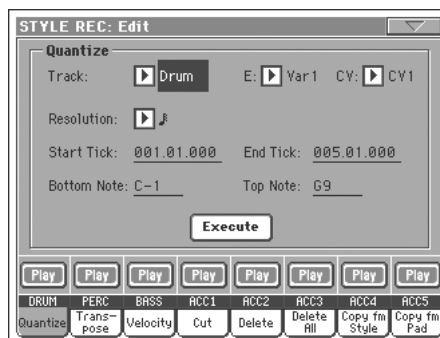 STYLE REC: Edit
Quantize
Track: Drum E: Var1 CV: CV1
Resolution:
Start Tick: 001.01.000 End Tick: 005.01.000
Bottom Note: C-1 Top Note: G9
Execute
Play Play Play Play Play Play Play Play
DRUM PERC BASS ACC1 ACC2 ACC3 ACC4 ACC5
Quantize Trans-pose Velocity Cut Delete Delete All Copy fm Style Copy fm Pad